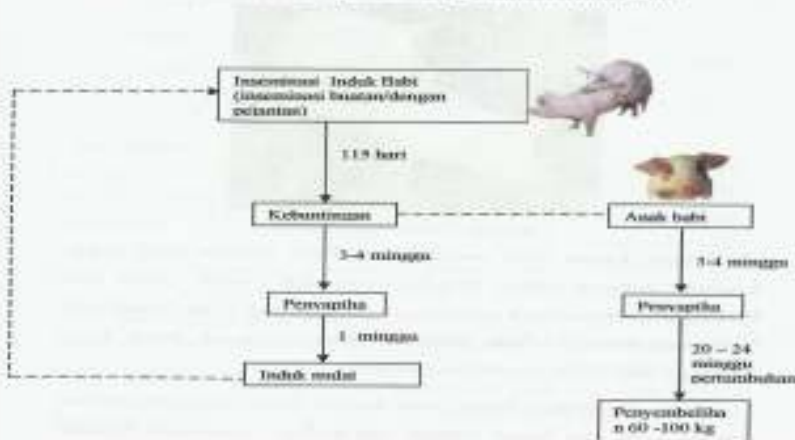 Inseminasi Induk Babi
(inseminasi buatan/dengan
pejantan)
115 hari
Kebuntingan
Anak babi
3-4 minggu
3-4 minggu
Penyapiha
Penyapiha
1 minggu
20 – 24
minggu
pertumbuhan
Induk mulai
Penyembeliha
n 60 -100 kg